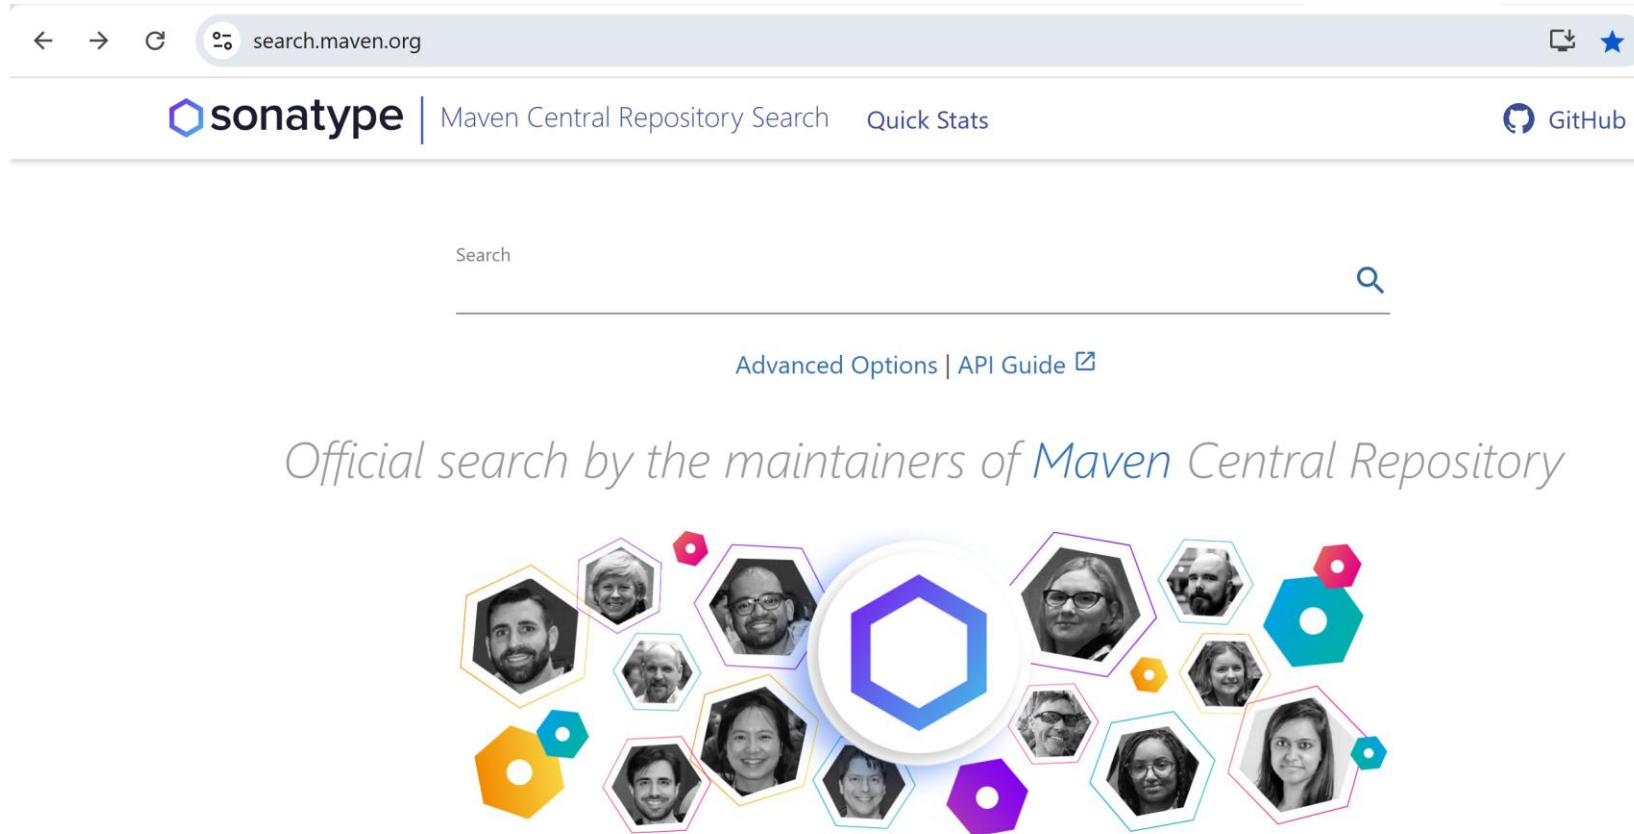 search.maven.org
sonatype | Maven Central Repository Search Quick Stats GitHub
Search
Advanced Options | API Guide
Official search by the maintainers of Maven Central Repository